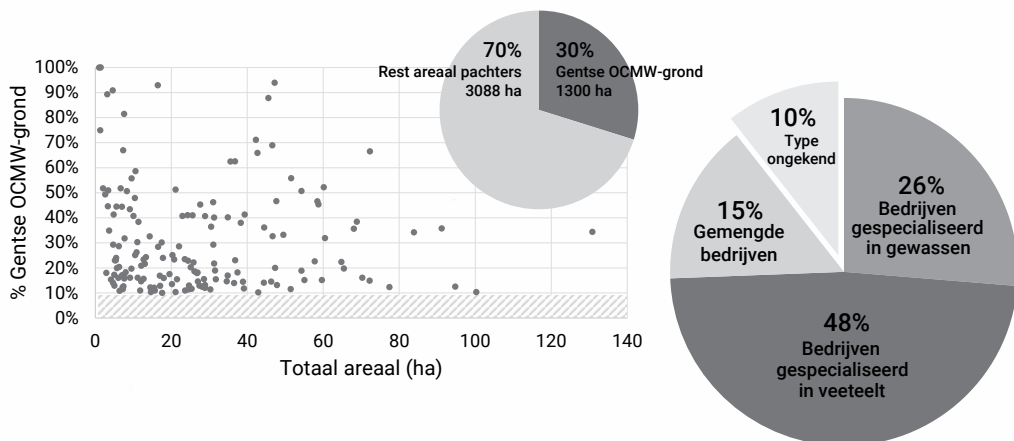 % Gentse OCMW-grond
100%
90%
80%
70%
60%
50%
40%
30%
20%
10%
0%
0
20
40
60
80
100
120
140
Totaal areaal (ha)
70%
Rest areaal pachters
3088 ha
30%
Gentse OCMW-grond
1300 ha
10%
Type
ongekend
26%
Bedrijven
gespecialiseerd
in gewassen
15%
Gemengde
bedrijven
48%
Bedrijven
gespecialiseerd
in veeteelt